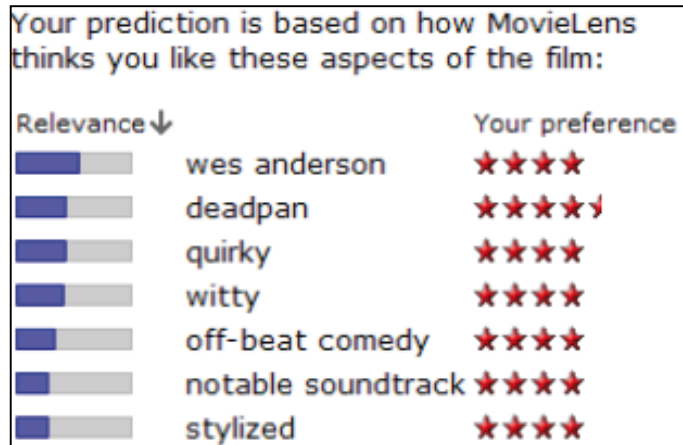 Your prediction is based on how MovieLens
thinks you like these aspects of the film:
Relevance Your preference
wes anderson
deadpan
quirky
witty
off-beat comedy
notable soundtrack
stylized